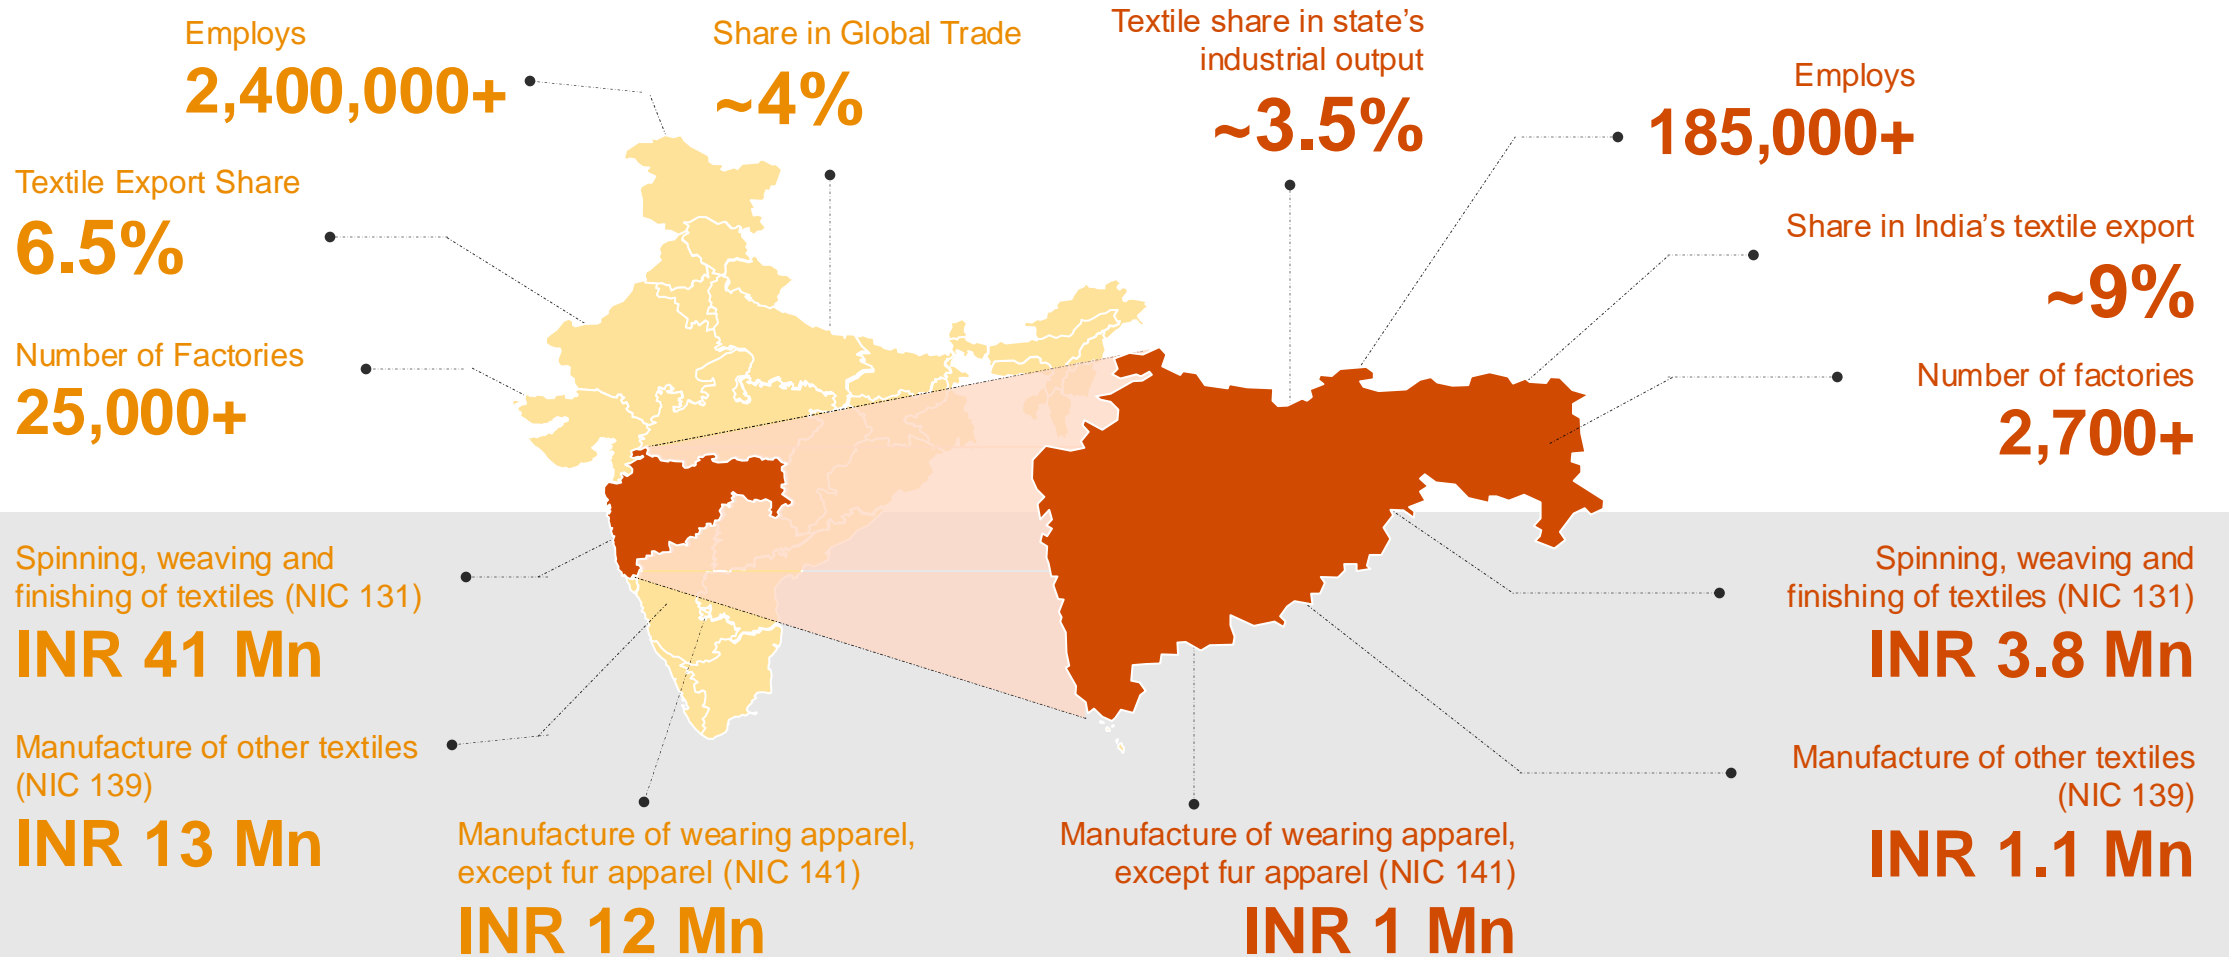 Employs
2,400,000+
Share in Global Trade
~4%
Textile share in state’s
industrial output
~3.5%
Employs
185,000+
Textile Export Share
6.5%
Share in India’s textile export
~9%
Number of Factories
25,000+
Number of factories
2,700+
Spinning, weaving and
finishing of textiles (NIC 131)
INR 41 Mn
Spinning, weaving and
finishing of textiles (NIC 131)
INR 3.8 Mn
Manufacture of other textiles
(NIC 139)
INR 13 Mn
Manufacture of wearing apparel,
except fur apparel (NIC 141)
INR 12 Mn
Manufacture of wearing apparel,
except fur apparel (NIC 141)
INR 1 Mn
Manufacture of other textiles
(NIC 139)
INR 1.1 Mn